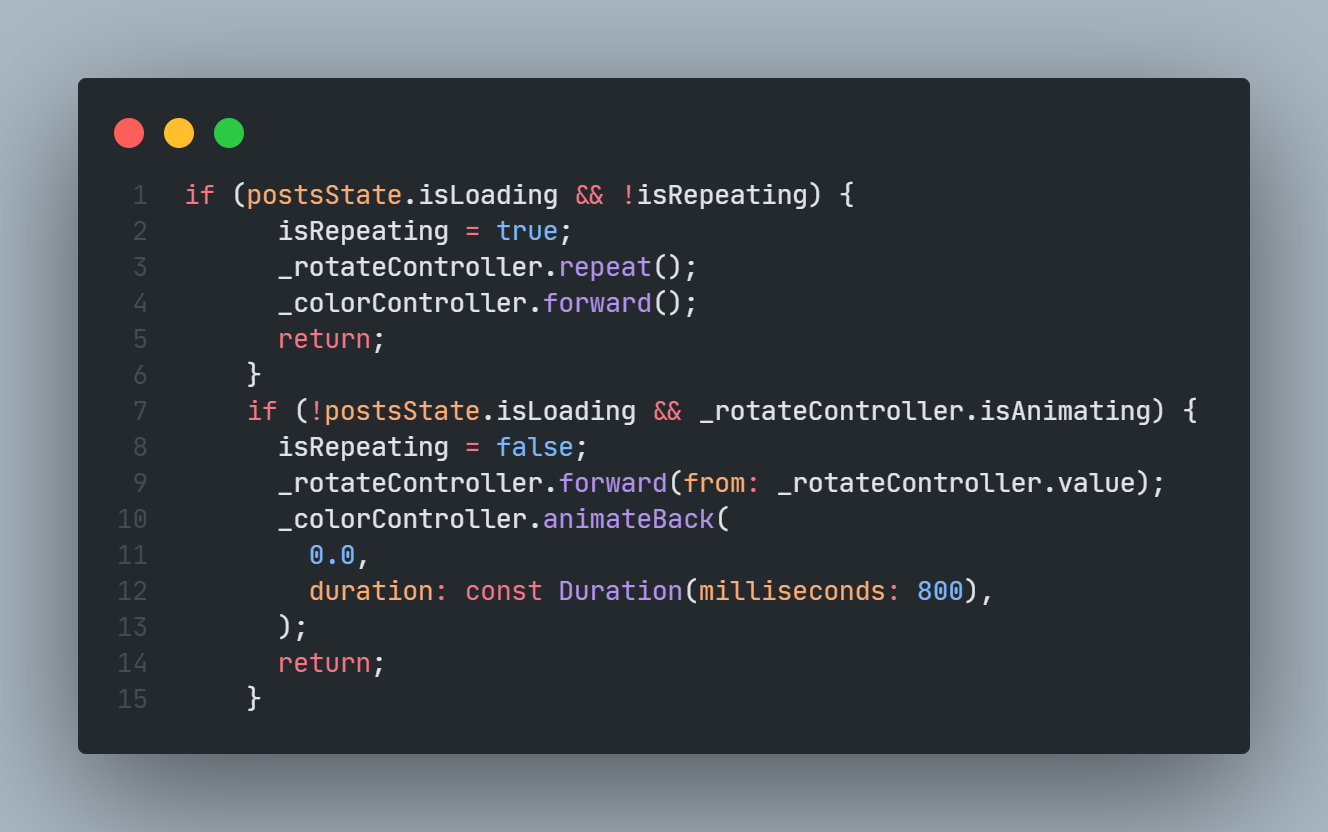 1 if (postsState.isLoading && !isRepeating) {
2 isRepeating = true;
3 _rotateController.repeat();
4 _colorController.forward();
5 return;
6 }
7 if (!postsState.isLoading && _rotateController.isAnimating) {
8 isRepeating = false;
9 _rotateController.forward(from: _rotateController.value);
10 _colorController.animateBack(
11 0.0,
12 duration: const Duration(milliseconds: 800),
13 );
14 return;
15 }